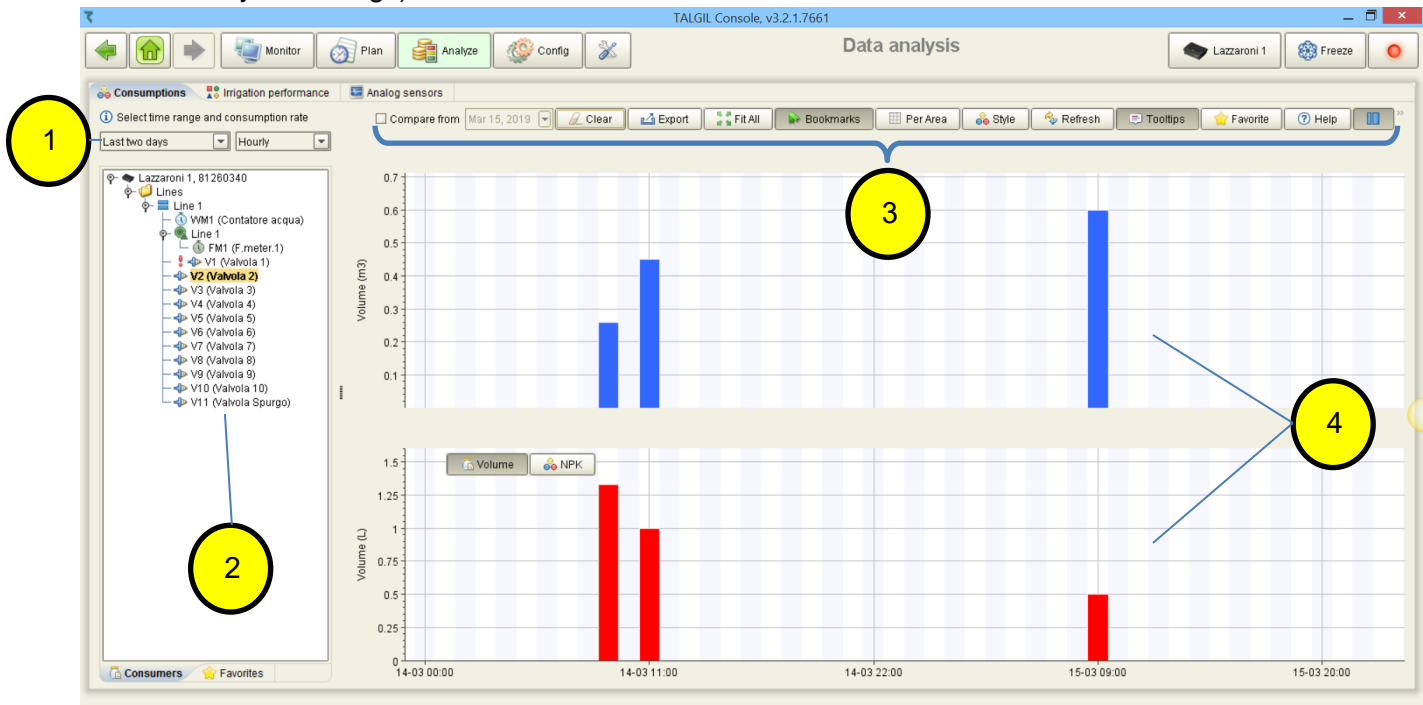 TALGIL Console, v3.2.1.7661
Monitor Plan Analyze Config Data analysis Lazzaroni 1 Freeze
Consumptions Irrigation performance Analog sensors
Select time range and consumption rate
Last two days Hourly
Compare from Mar 15, 2019 Clear Export Fit All Bookmarks Per Area Style Refresh Tooltips Favorite Help
1
2
3
4
Lazzaroni 1, 81260340
Lines
Line 1
WM1 (Contatore acqua)
Line 1
FM1 (F.meter.1)
V1 (Valvola 1)
V2 (Valvola 2)
V3 (Valvola 3)
V4 (Valvola 4)
V5 (Valvola 5)
V6 (Valvola 6)
V7 (Valvola 7)
V8 (Valvola 8)
V9 (Valvola 9)
V10 (Valvola 10)
V11 (Valvola Spurgo)
Consumers Favorites
Volume (m3)
0.7
0.6
0.5
0.4
0.3
0.2
0.1
Volume NPK
Volume (L)
1.5
1.25
1
0.75
0.5
0.25
0
14-03 00:00 14-03 11:00 14-03 22:00 15-03 09:00 15-03 20:00